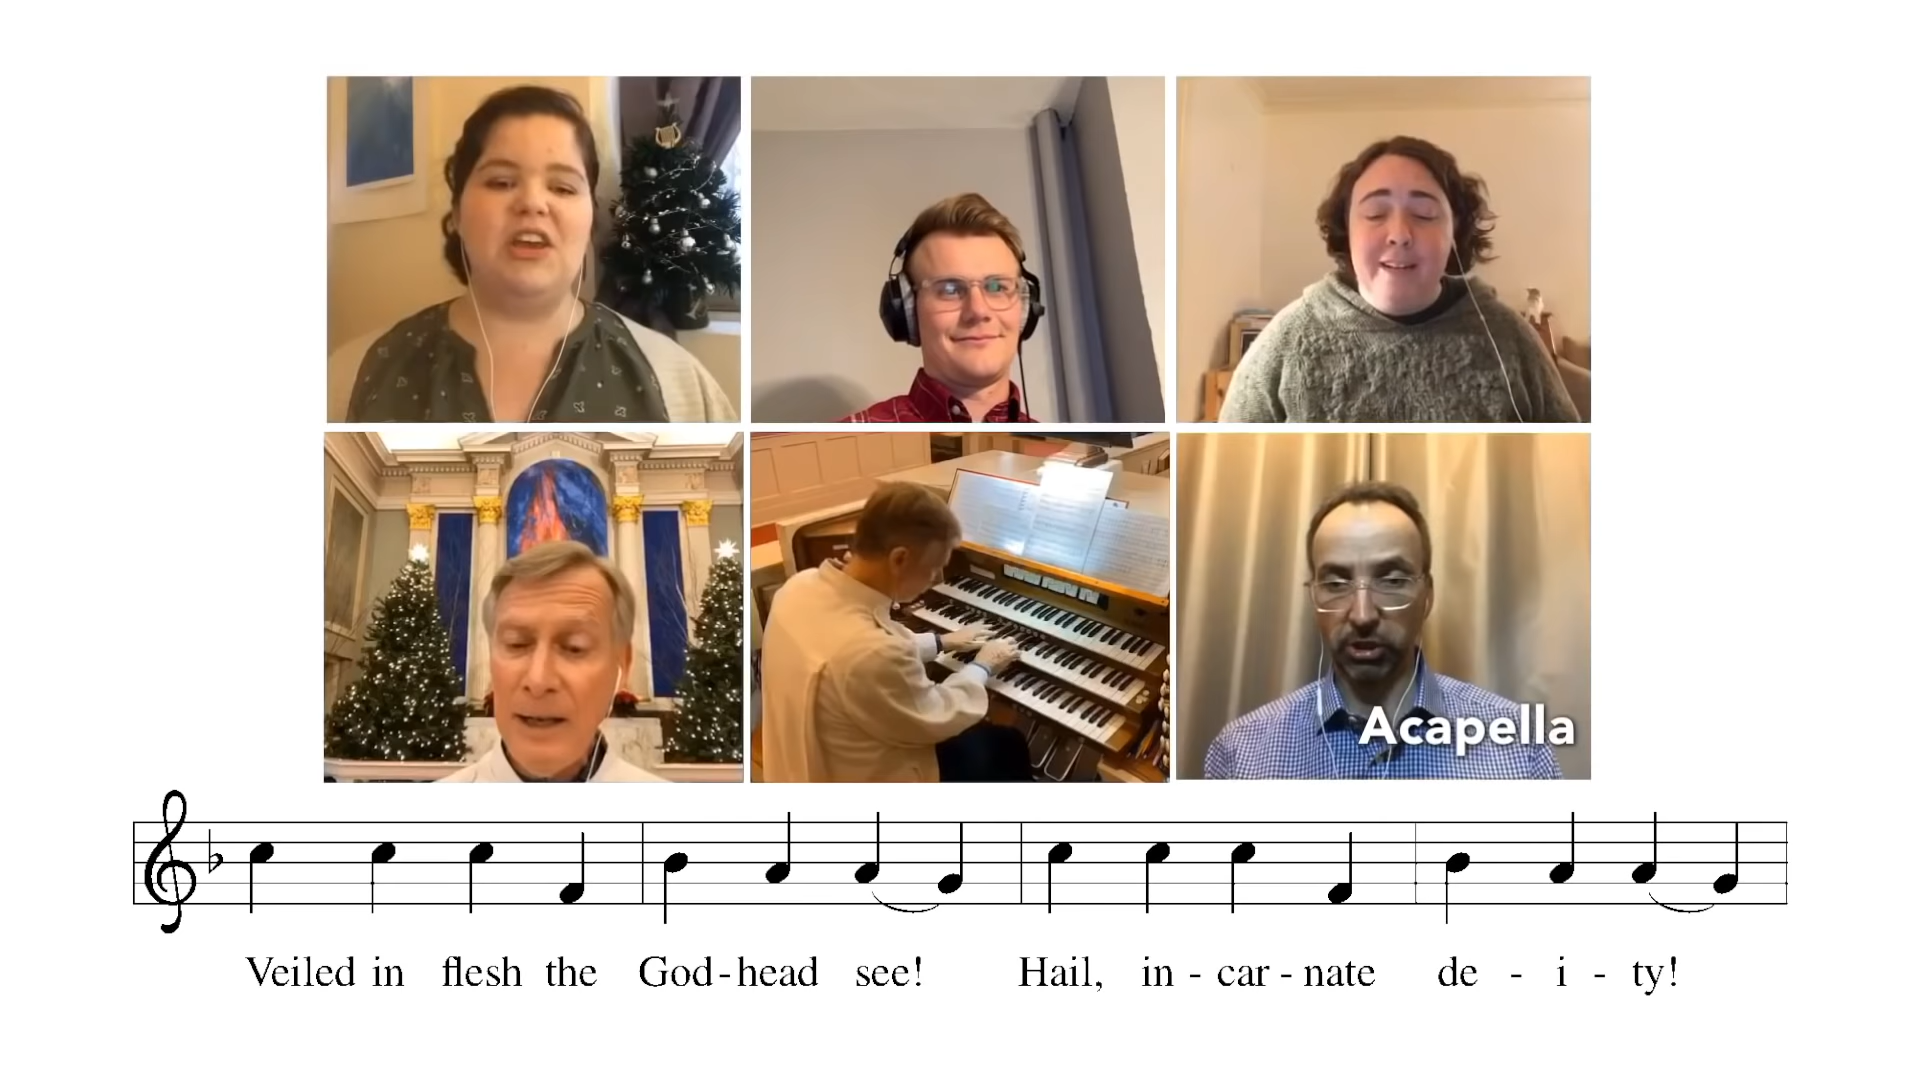 Acapella
Veiled in flesh the God-head see! Hail, in - car - nate de - i - ty!